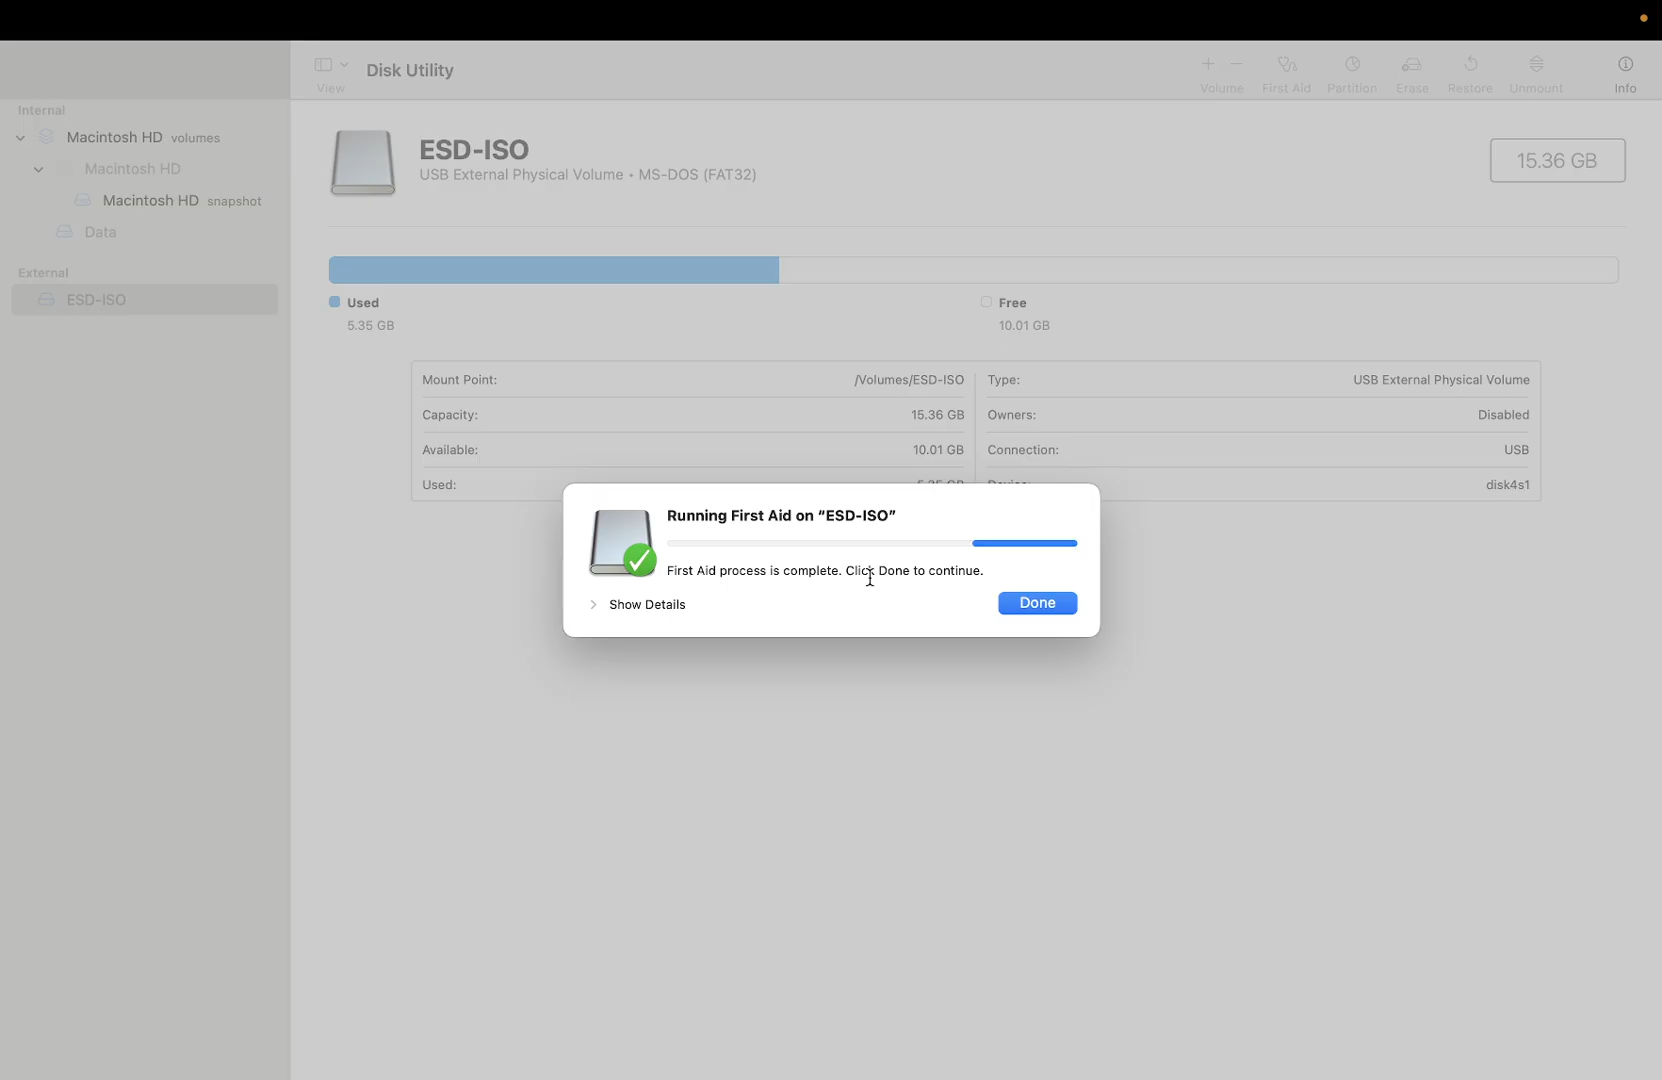 Disk Utility
View
Volume
First Aid
Partition
Erase
Restore
Unmount
Info
Internal
Macintosh HD volumes
Macintosh HD
Macintosh HD snapshot
Data
External
ESD-ISO
ESD-ISO
USB External Physical Volume • MS-DOS (FAT32)
15.36 GB
Used
5.35 GB
Free
10.01 GB
Mount Point: /Volumes/ESD-ISO
Capacity: 15.36 GB
Available: 10.01 GB
Used: 5.35 GB
Type: USB External Physical Volume
Owners: Disabled
Connection: USB
Device: disk4s1
Running First Aid on “ESD-ISO”
First Aid process is complete. Click Done to continue.
Show Details
Done